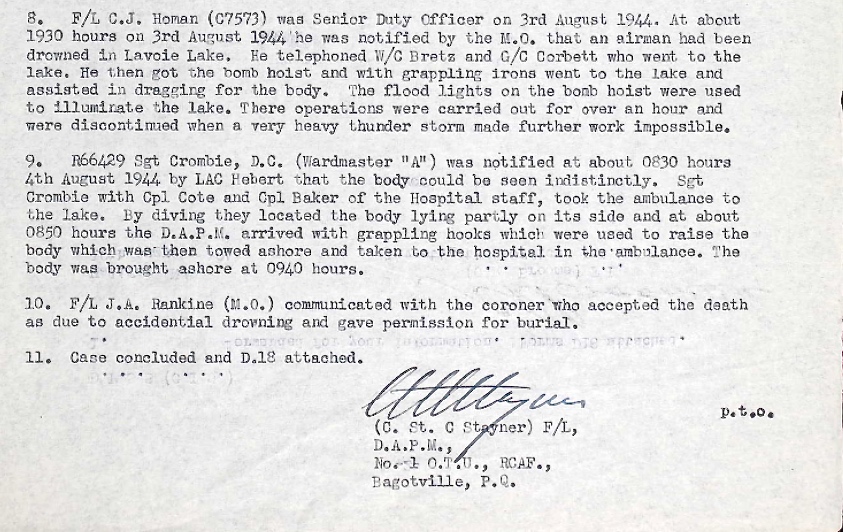 8. F/L C.J. Homan (C7573) was Senior Duty Officer on 3rd August 1944. At about
1930 hours on 3rd August 1944 he was notified by the M.O. that an airman had been
drowned in Lavoie Lake. He telephoned W/C Bretz and G/C Corbett who went to the
lake. He then got the bomb hoist and with grappling irons went to the lake and
assisted in dragging for the body. The flood lights on the bomb hoist were used
to illuminate the lake. There operations were carried out for over an hour and
were discontinued when a very heavy thunder storm made further work impossible.
9. R66429 Sgt Crombie, D.C. (Wardmaster "A") was notified at about 0830 hours
4th August 1944 by LAC Hebert that the body could be seen indistinctly. Sgt
Crombie with Cpl Cote and Cpl Baker of the Hospital staff, took the ambulance to
the lake. By diving they located the body lying partly on its side and at about
0850 hours the D.A.P.M. arrived with grappling hooks which were used to raise the
body which was then towed ashore and taken to the hospital in the ambulance. The
body was brought ashore at 0940 hours.
10. F/L J.A. Rankine (M.O.) communicated with the coroner who accepted the death
as due to accidental drowning and gave permission for burial.
11. Case concluded and D.18 attached.
p.t.o.
(C. St. C Stayner) F/L,
D.A.P.M.,
No. 1 O.T.U., RCAF.,
Bagotville, P.Q.